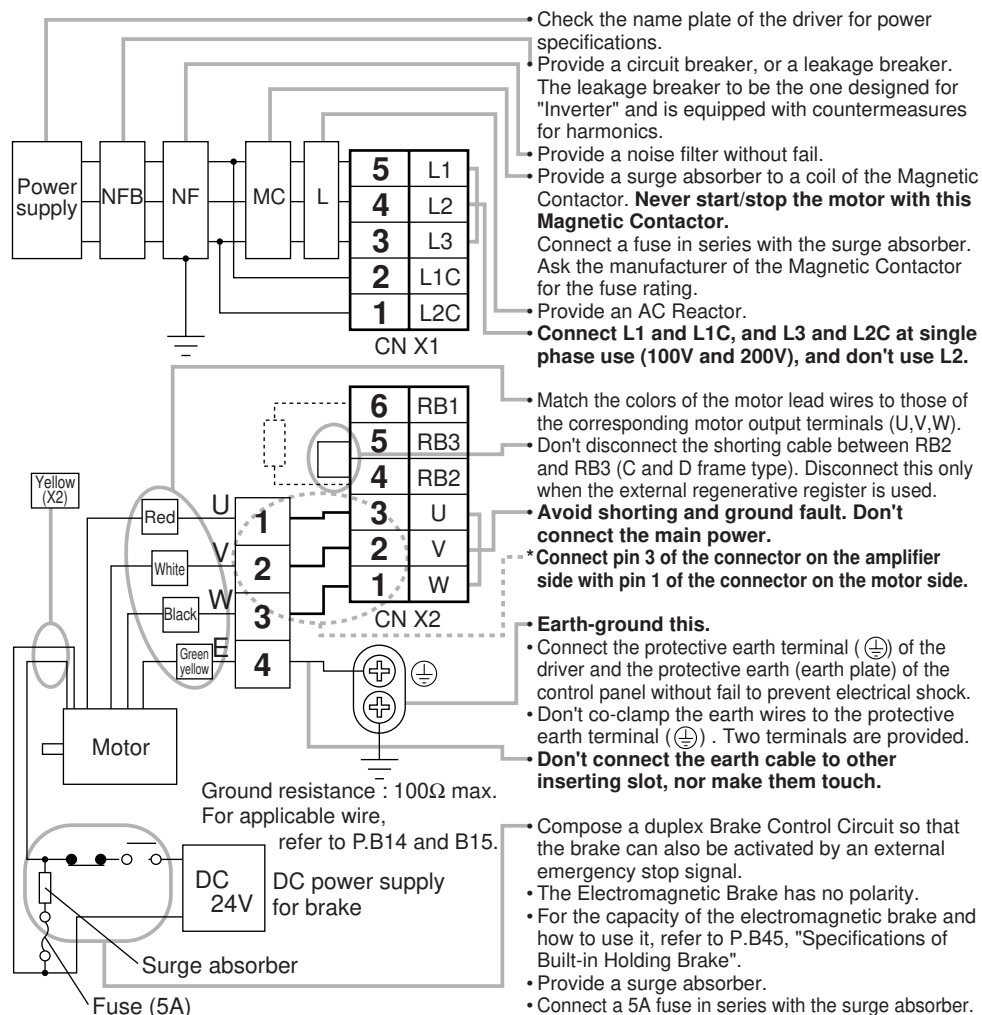 • Check the name plate of the driver for power
specifications.
• Provide a circuit breaker, or a leakage breaker.
The leakage breaker to be the one designed for
"Inverter" and is equipped with countermeasures
for harmonics.
• Provide a noise filter without fail.
• Provide a surge absorber to a coil of the Magnetic
Contactor. Never start/stop the motor with this
Magnetic Contactor.
Connect a fuse in series with the surge absorber.
Ask the manufacturer of the Magnetic Contactor
for the fuse rating.
• Provide an AC Reactor.
• Connect L1 and L1C, and L3 and L2C at single
phase use (100V and 200V), and don't use L2.
Power
supply
NFB
NF
MC
L
5 L1
4 L2
3 L3
2 L1C
1 L2C
CN X1
• Match the colors of the motor lead wires to those of
the corresponding motor output terminals (U,V,W).
• Don't disconnect the shorting cable between RB2
and RB3 (C and D frame type). Disconnect this only
when the external regenerative register is used.
• Avoid shorting and ground fault. Don't
connect the main power.
* Connect pin 3 of the connector on the amplifier
side with pin 1 of the connector on the motor side.
6 RB1
5 RB3
4 RB2
3 U
2 V
1 W
CN X2
Yellow
(X2)
Red U 1
White V 2
Black W 3
Green
yellow E 4
Motor
• Earth-ground this.
• Connect the protective earth terminal (⏚) of the
driver and the protective earth (earth plate) of the
control panel without fail to prevent electrical shock.
• Don't co-clamp the earth wires to the protective
earth terminal (⏚) . Two terminals are provided.
• Don't connect the earth cable to other
inserting slot, nor make them touch.
Ground resistance : 100Ω max.
For applicable wire,
refer to P.B14 and B15.
DC
24V
DC power supply
for brake
Surge absorber
Fuse (5A)
• Compose a duplex Brake Control Circuit so that
the brake can also be activated by an external
emergency stop signal.
• The Electromagnetic Brake has no polarity.
• For the capacity of the electromagnetic brake and
how to use it, refer to P.B45, "Specifications of
Built-in Holding Brake".
• Provide a surge absorber.
• Connect a 5A fuse in series with the surge absorber.